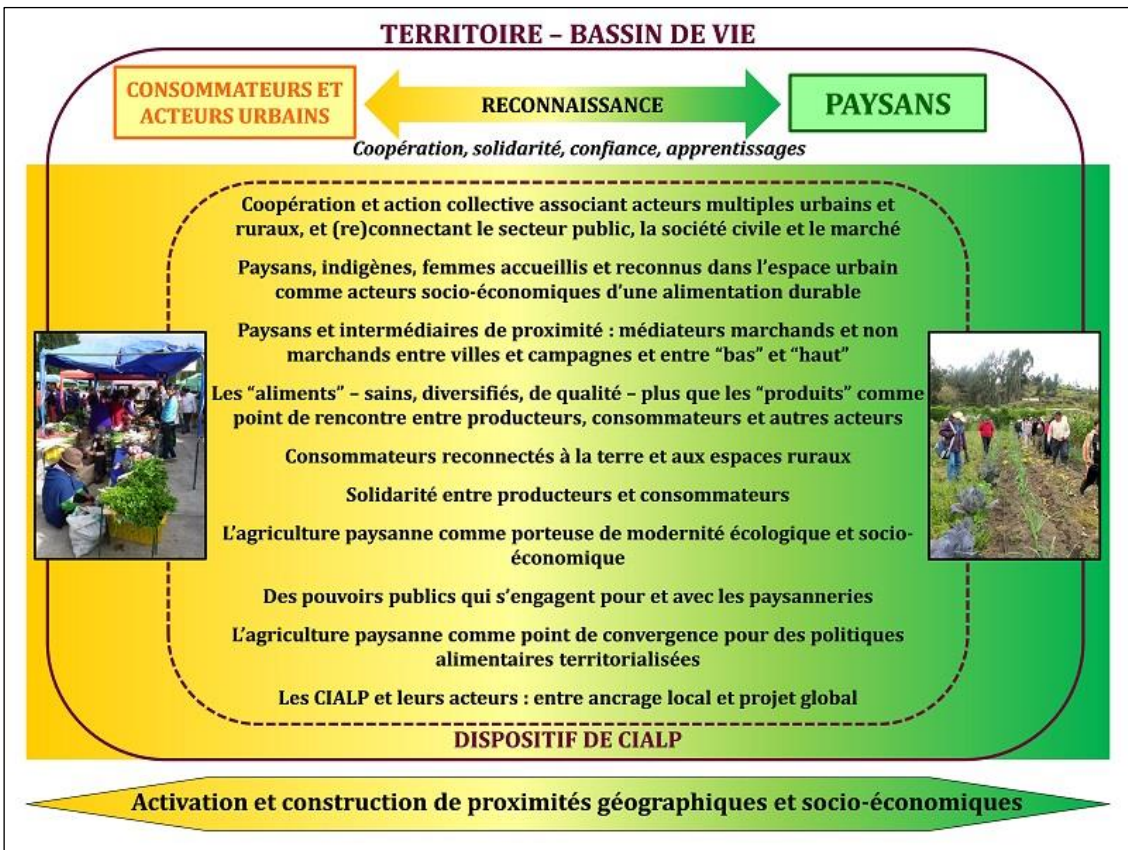 TERRITOIRE – BASSIN DE VIE
CONSOMMATEURS ET
ACTEURS URBAINS
RECONNAISSANCE
PAYSANS
Coopération, solidarité, confiance, apprentissages
Coopération et action collective associant acteurs multiples urbains et
ruraux, et (re)connectant le secteur public, la société civile et le marché
Paysans, indigènes, femmes accueillis et reconnus dans l’espace urbain
comme acteurs socio-économiques d’une alimentation durable
Paysans et intermédiaires de proximité : médiateurs marchands et non
marchands entre villes et campagnes et entre “bas” et “haut”
Les “aliments” – sains, diversifiés, de qualité – plus que les “produits” comme
point de rencontre entre producteurs, consommateurs et autres acteurs
Consommateurs reconnectés à la terre et aux espaces ruraux
Solidarité entre producteurs et consommateurs
L’agriculture paysanne comme porteuse de modernité écologique et socio-
économique
Des pouvoirs publics qui s’engagent pour et avec les paysanneries
L’agriculture paysanne comme point de convergence pour des politiques
alimentaires territorialisées
Les CIALP et leurs acteurs : entre ancrage local et projet global
DISPOSITIF DE CIALP
Activation et construction de proximités géographiques et socio-économiques